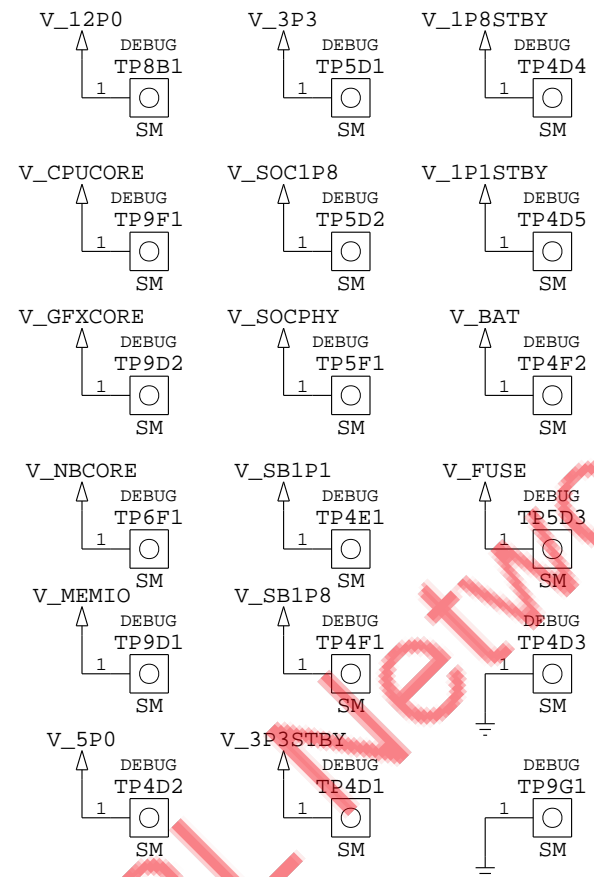 V_12P0
DEBUG
TP8B1
1
SM
V_3P3
DEBUG
TP5D1
1
SM
V_1P8STBY
DEBUG
TP4D4
1
SM
V_CPUCORE
DEBUG
TP9F1
1
SM
V_SOC1P8
DEBUG
TP5D2
1
SM
V_1P1STBY
DEBUG
TP4D5
1
SM
V_GFXCORE
DEBUG
TP9D2
1
SM
V_SOCPHY
DEBUG
TP5F1
1
SM
V_BAT
DEBUG
TP4F2
1
SM
V_NBCORE
DEBUG
TP6F1
1
SM
V_SB1P1
DEBUG
TP4E1
1
SM
V_FUSE
DEBUG
TP5D3
1
SM
V_MEMIO
DEBUG
TP9D1
1
SM
V_SB1P8
DEBUG
TP4F1
1
SM
DEBUG
TP4D3
1
SM
V_5P0
DEBUG
TP4D2
1
SM
V_3P3STBY
DEBUG
TP4D1
1
SM
DEBUG
TP9G1
1
SM